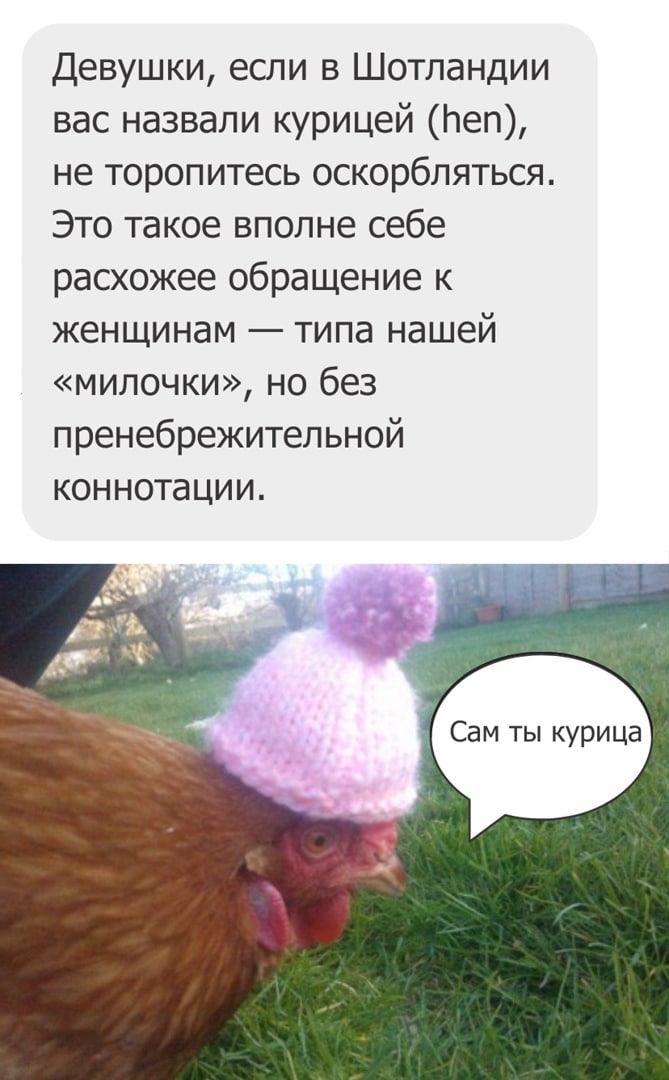 Девушки, если в Шотландии
вас назвали курицей (hen),
не торопитесь оскорбляться.
Это такое вполне себе
расхожее обращение к
женщинам — типа нашей
«милочки», но без
пренебрежительной
коннотации.
Сам ты курица